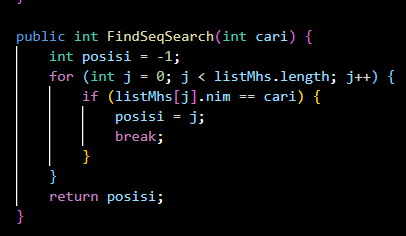 }
public int FindSeqSearch(int cari) {
    int posisi = -1;
    for (int j = 0; j < listMhs.length; j++) {
        if (listMhs[j].nim == cari) {
            posisi = j;
            break;
        }
    }
    return posisi;
}